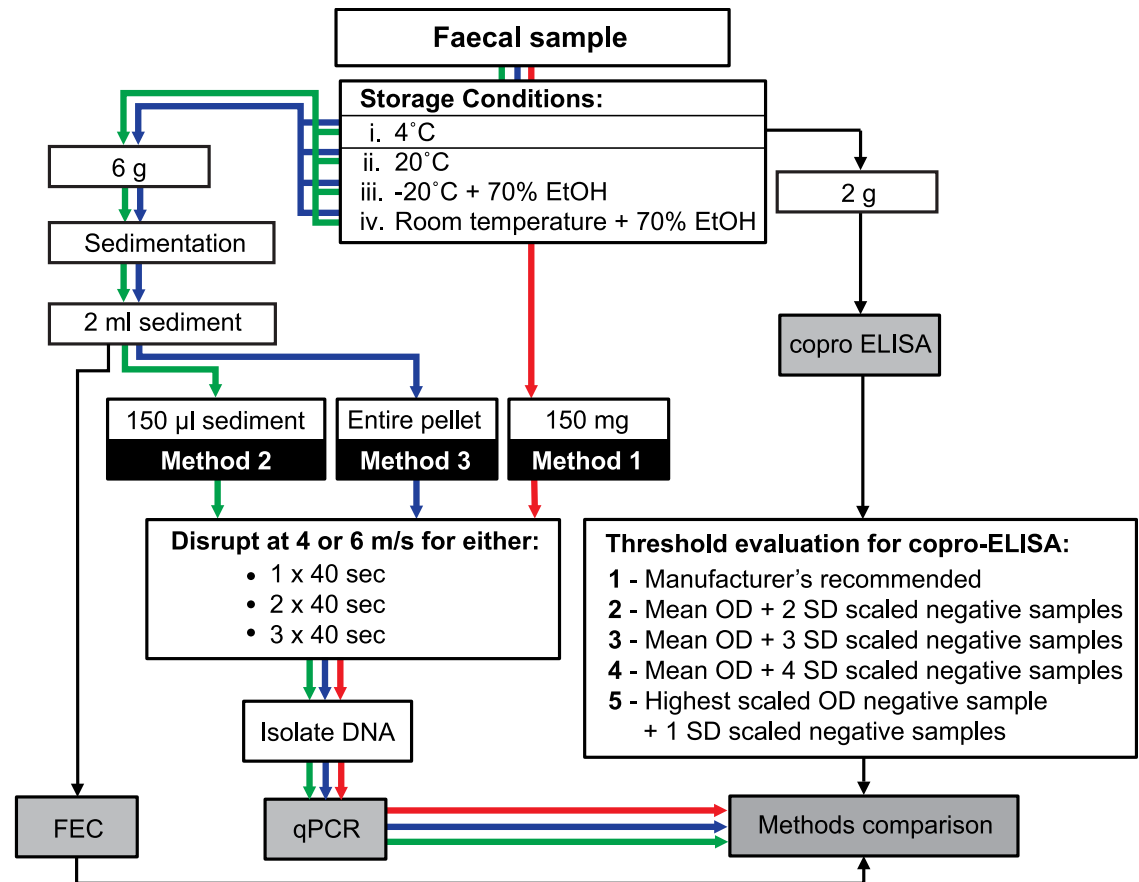 Faecal sample
Storage Conditions:
i. 4˚C
ii. 20˚C
iii. -20˚C + 70% EtOH
iv. Room temperature + 70% EtOH
6 g
2 g
Sedimentation
2 ml sediment
copro ELISA
150 µl sediment
Method 2
Entire pellet
Method 3
150 mg
Method 1
Disrupt at 4 or 6 m/s for either:
• 1 x 40 sec
• 2 x 40 sec
• 3 x 40 sec
Threshold evaluation for copro-ELISA:
1 - Manufacturer's recommended
2 - Mean OD + 2 SD scaled negative samples
3 - Mean OD + 3 SD scaled negative samples
4 - Mean OD + 4 SD scaled negative samples
5 - Highest scaled OD negative sample
+ 1 SD scaled negative samples
Isolate DNA
FEC
qPCR
Methods comparison